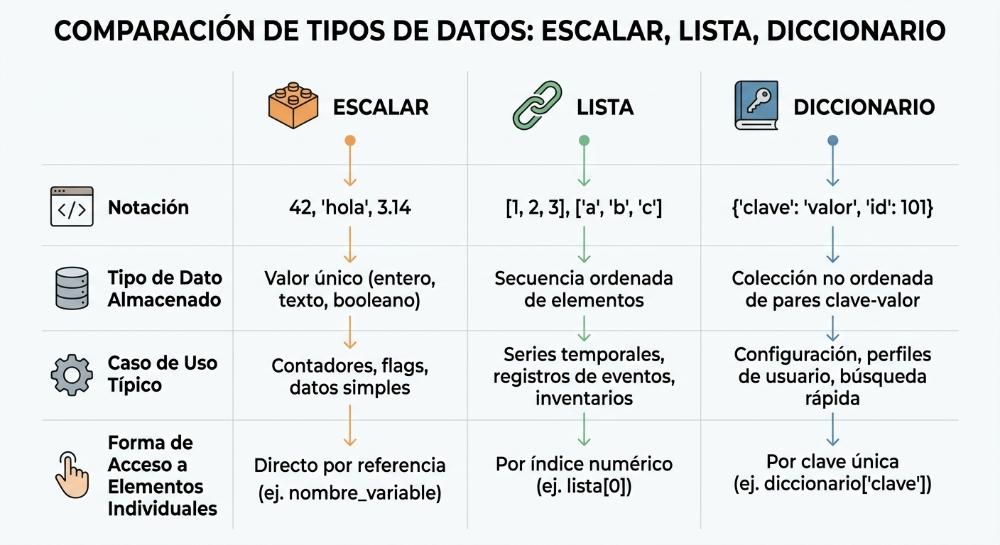 COMPARACIÓN DE TIPOS DE DATOS: ESCALAR, LISTA, DICCIONARIO
ESCALAR
LISTA
DICCIONARIO
</>
Notación
42, 'hola', 3.14
[1, 2, 3], ['a', 'b', 'c']
{'clave': 'valor', 'id': 101}
Tipo de Dato
Almacenado
Valor único (entero,
texto, booleano)
Secuencia ordenada
de elementos
Colección no ordenada
de pares clave-valor
Caso de Uso
Típico
Contadores, flags,
datos simples
Series temporales,
registros de eventos,
inventarios
Configuración, perfiles
de usuario, búsqueda
rápida
Forma de
Acceso a
Elementos
Individuales
Directo por referencia
(ej. nombre_variable)
Por índice numérico
(ej. lista[0])
Por clave única
(ej. diccionario['clave'])